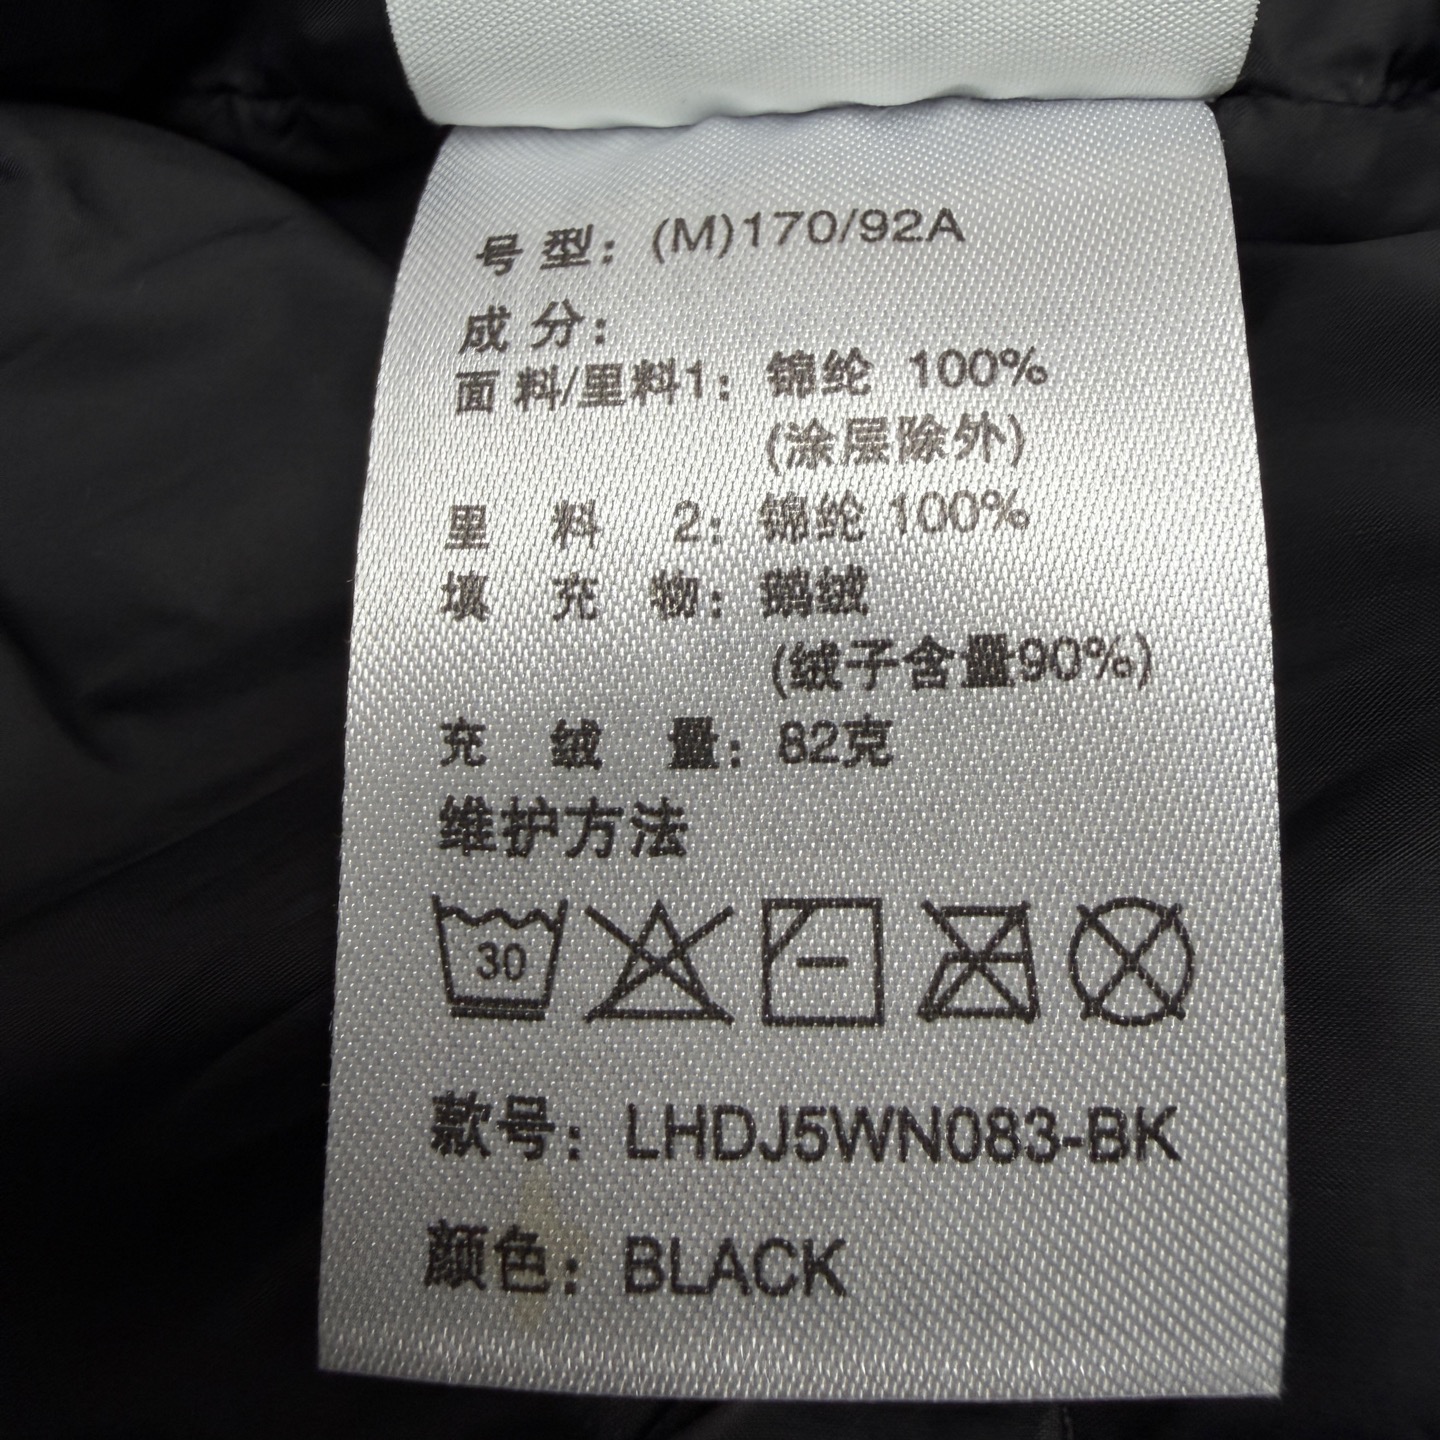 号型：(M)170/92A
成分：
面料/里料1：锦纶 100%
(涂层除外)
里料2：锦纶 100%
填充物：鹅绒
(绒子含量90%)
充绒量：82克
维护方法
30
款号：LHDJ5WN083-BK
颜色：BLACK